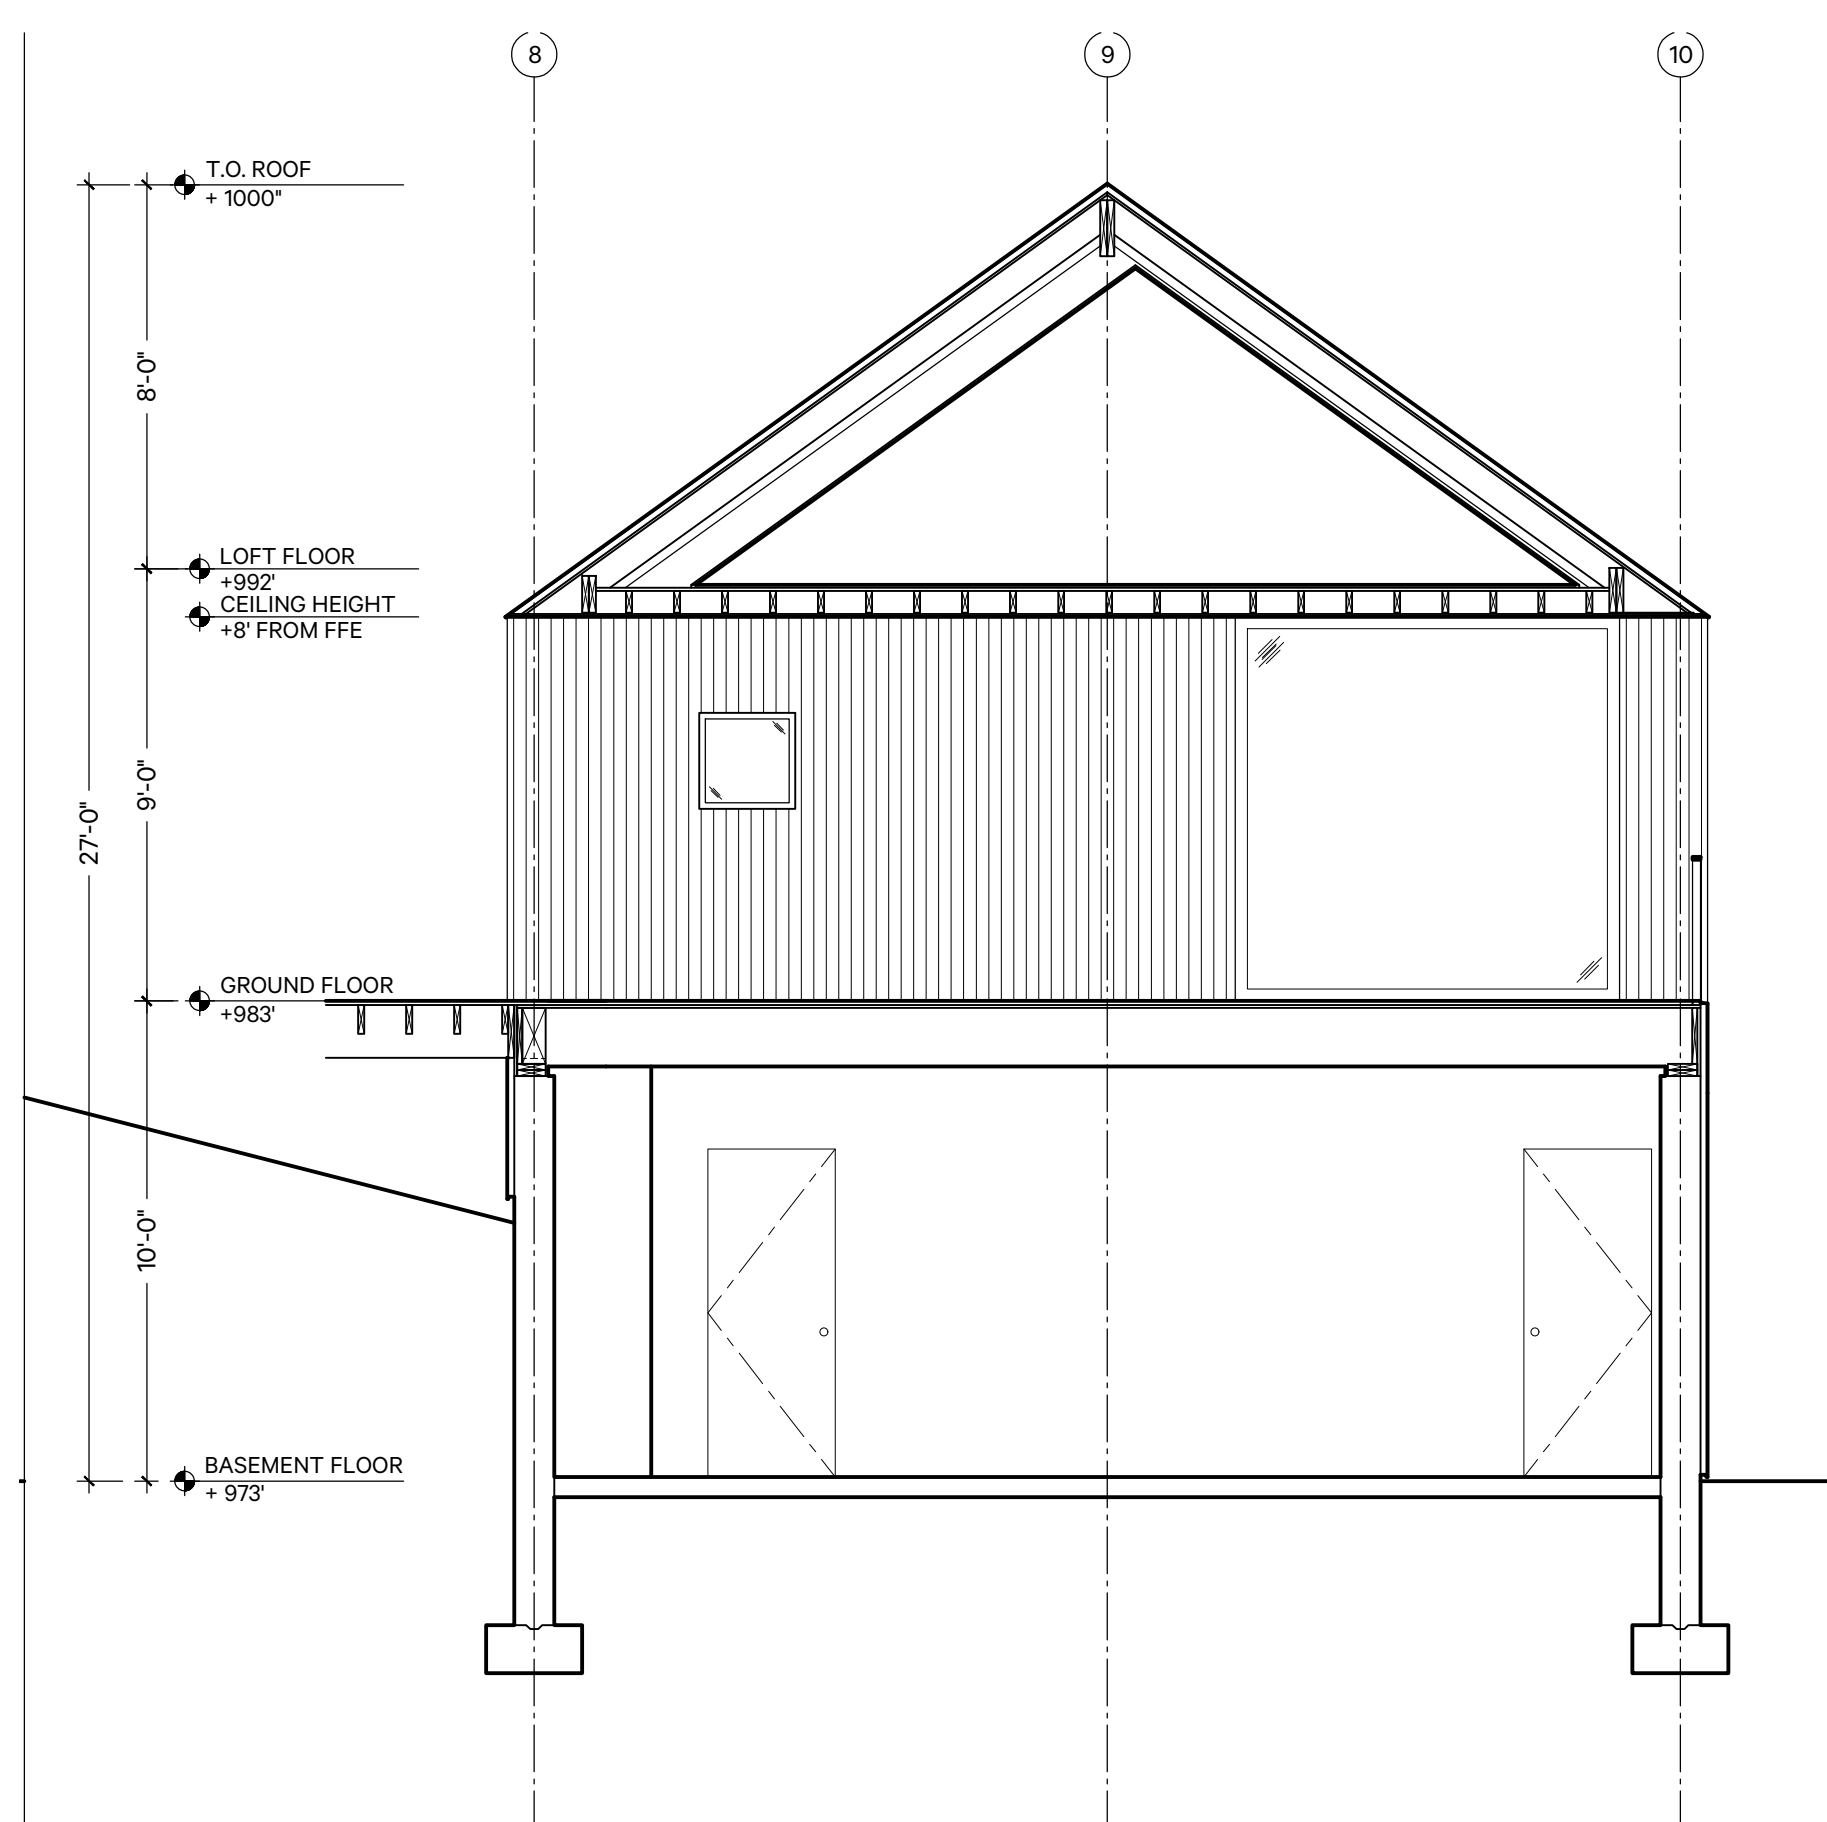 8
9
10
T.O. ROOF
+ 1000"
8'-0"
LOFT FLOOR
+992'
CEILING HEIGHT
+8' FROM FFE
9'-0"
27'-0"
GROUND FLOOR
+983'
10'-0"
BASEMENT FLOOR
+ 973'